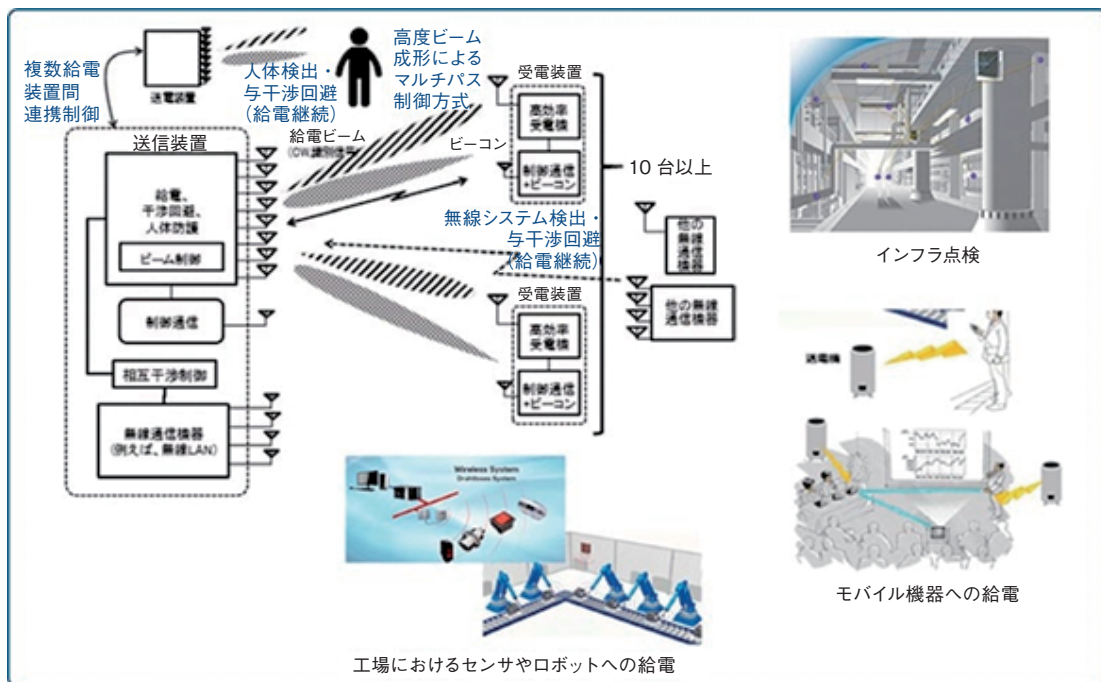 複数給電
装置間
連携制御
送電装置
人体検出・
与干渉回避
(給電継続)
高度ビーム
成形による
マルチパス
制御方式
送信装置
給電、
干渉回避、
人体防護
ビーム制御
制御通信
相互干渉制御
無線通信機器
(例えば、無線LAN)
給電ビーム
(CW,識別信号)
ビーコン
受電装置
高効率
受電機
制御通信
+ビーコン
10 台以上
無線システム検出・
与干渉回避
(給電継続)
他の
無線
通信
機器
他の無線
通信機器
受電装置
高効率
受電機
制御通信
+ビーコン
インフラ点検
送電機
モバイル機器への給電
Wireless System
Drahtloses System
工場におけるセンサやロボットへの給電